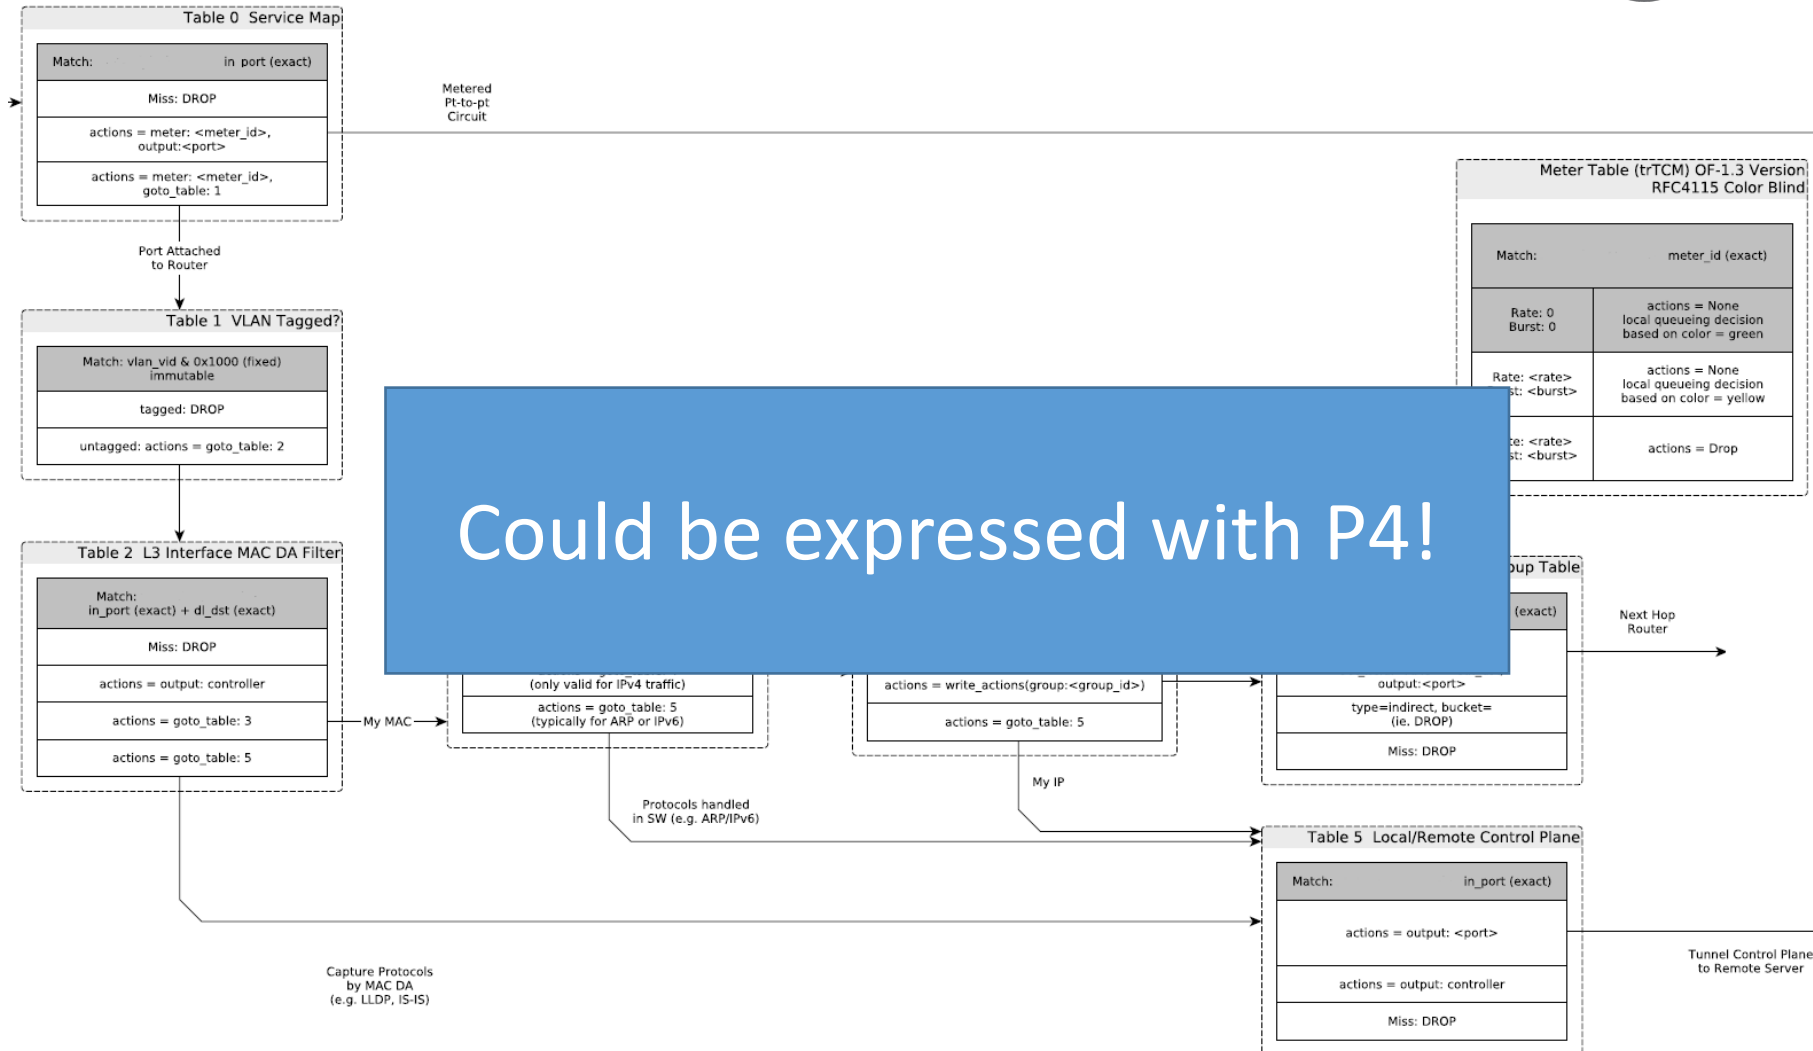 Table 0  Service Map
Match: in_port (exact)
Miss: DROP
actions = meter: <meter_id>,
output:<port>
actions = meter: <meter_id>,
goto_table: 1
Metered
Pt-to-pt
Circuit
Port Attached
to Router
Meter Table (trTCM) OF-1.3 Version
RFC4115 Color Blind
Match: meter_id (exact)
Rate: 0
Burst: 0
actions = None
local queueing decision
based on color = green
Rate: <rate>
st: <burst>
actions = None
local queueing decision
based on color = yellow
te: <rate>
st: <burst>
actions = Drop
Table 1  VLAN Tagged?
Match: vlan_vid & 0x1000 (fixed)
immutable
tagged: DROP
untagged: actions = goto_table: 2
Could be expressed with P4!
Table 2  L3 Interface MAC DA Filter
Match:
in_port (exact) + dl_dst (exact)
Miss: DROP
actions = output: controller
actions = goto_table: 3
actions = goto_table: 5
My MAC
(only valid for IPv4 traffic)
actions = goto_table: 5
(typically for ARP or IPv6)
actions = write_actions(group:<group_id>)
actions = goto_table: 5
oup Table
(exact)
output:<port>
type=indirect, bucket=
(ie. DROP)
Miss: DROP
Next Hop
Router
My IP
Protocols handled
in SW (e.g. ARP/IPv6)
Table 5  Local/Remote Control Plane
Match: in_port (exact)
actions = output: <port>
actions = output: controller
Miss: DROP
Tunnel Control Plane
to Remote Server
Capture Protocols
by MAC DA
(e.g. LLDP, IS-IS)